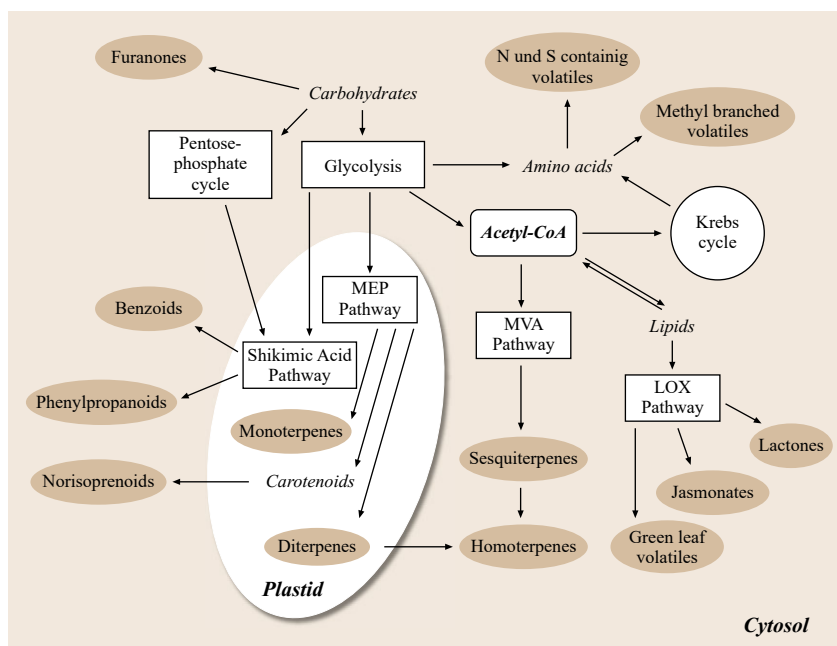 Furanones
N und S containig
volatiles
Carbohydrates
Methyl branched
volatiles
Pentose-
phosphate
cycle
Glycolysis
Amino acids
Acetyl-CoA
Krebs
cycle
MEP
Pathway
Benzoids
MVA
Pathway
Lipids
Shikimic Acid
Pathway
LOX
Pathway
Phenylpropanoids
Monoterpenes
Lactones
Sesquiterpenes
Norisoprenoids
Carotenoids
Jasmonates
Diterpenes
Homoterpenes
Green leaf
volatiles
Plastid
Cytosol